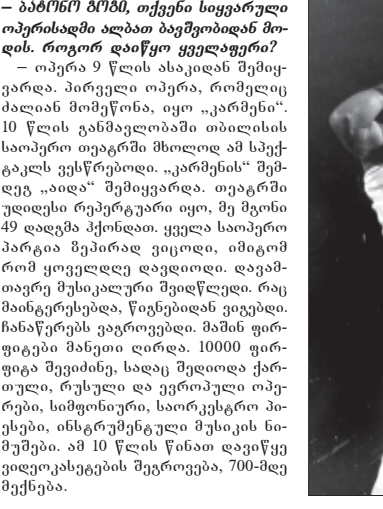 – ბატონო გოგი, თქვენი სიყვარული
ოპერისადმი ალბათ ბავშვობიდან მო-
დის. როგორ დაიწყო ყველაფერი?
– ოპერა 9 წლის ასაკიდან შემიყ-
ვარდა. პირველი ოპერა, რომელიც
ძალიან მომეწონა, იყო „კარმენი“.
10 წლის განმავლობაში თბილისის
საოპერო თეატრში მხოლოდ ამ სპექ-
ტაკლს ვესწრებოდი. „კარმენის“ შემ-
დეგ „აიდა“ შემიყვარდა. თეატრში
უდიდესი რეპერტუარი იყო, მე მგონი
49 დადგმა ჰქონდათ. ყველა საოპერო
პარტია ზეპირად ვიცოდი, იმიტომ
რომ ყოველდღე დავდიოდი. დავამ-
თავრე მუსიკალური შვიდწლედი. რაც
მაინტერესებდა, წიგნებიდან ვიგებდი.
ჩანაწერებს ვაგროვებდი. მაშინ ფირ-
ფიტები მანეთი ღირდა. 10000 ფირ-
ფიტა შევიძინე, სადაც შედიოდა ქარ-
თული, რუსული და ევროპული ოპე-
რები, სიმფონიური, საორკესტრო პი-
ესები, ინსტრუმენტული მუსიკის ნი-
მუშები. ამ 10 წლის წინათ დავიწყე
ვიდეოკასეტების შეგროვება, 700-მდე
მექნება.